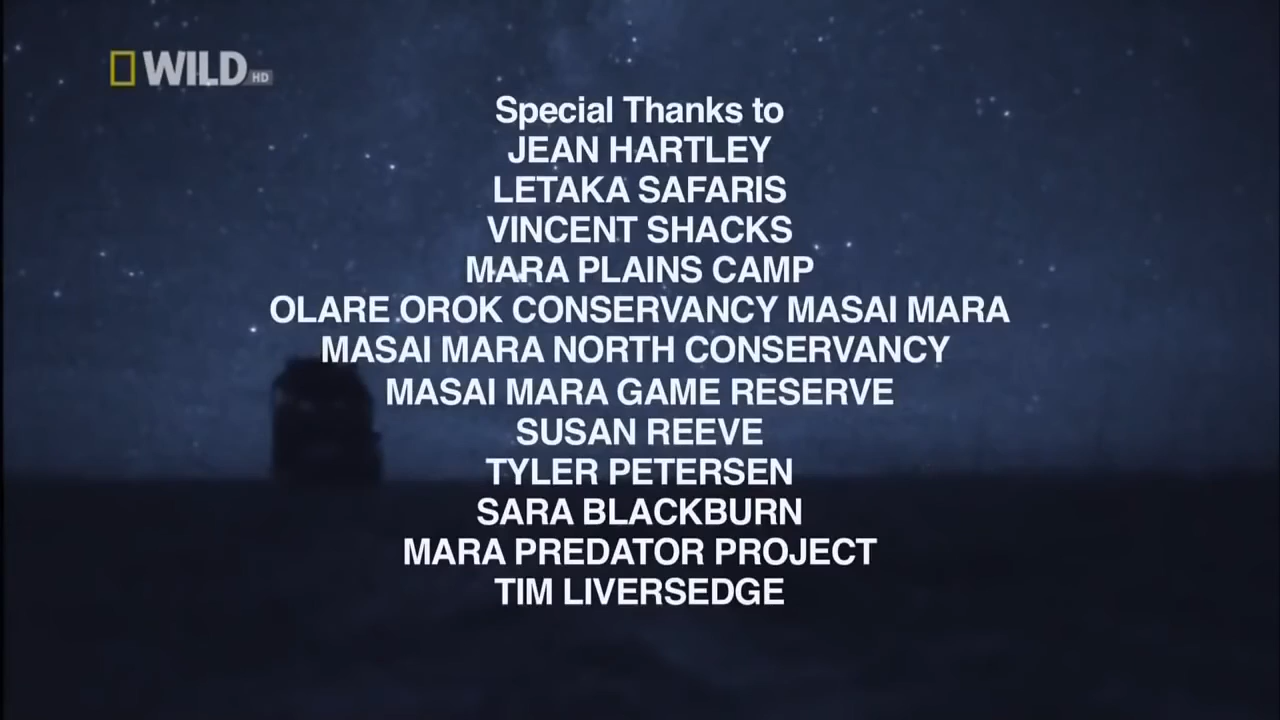 WILD HD
Special Thanks to
JEAN HARTLEY
LETAKA SAFARIS
VINCENT SHACKS
MARA PLAINS CAMP
OLARE OROK CONSERVANCY MASAI MARA
MASAI MARA NORTH CONSERVANCY
MASAI MARA GAME RESERVE
SUSAN REEVE
TYLER PETERSEN
SARA BLACKBURN
MARA PREDATOR PROJECT
TIM LIVERSEDGE